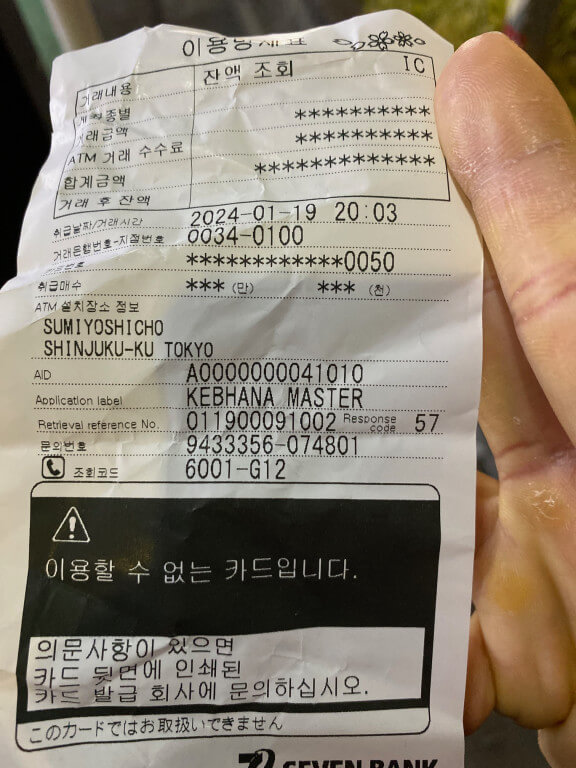 이용명세표
거래내용 잔액 조회 IC
계좌종별
거래금액 **********
ATM 거래 수수료 **********
합계금액 *************
거래 후 잔액
취급날짜/거래시간 2024-01-19 20:03
거래은행번호-지점번호 0034-0100
************0050
취급매수 *** (만) *** (천)
ATM 설치장소 정보
SUMIYOSHICHO
SHINJUKU-KU TOKYO
AID A0000000041010
Application label KEBHANA MASTER
Retrieval reference No. 011900091002 Response code 57
문의번호 9433356-074801
조회코드 6001-G12
이용할 수 없는 카드입니다.
의문사항이 있으면
카드 뒷면에 인쇄된
카드 발급 회사에 문의하십시오.
このカードではお取扱いできません
SEVEN BANK